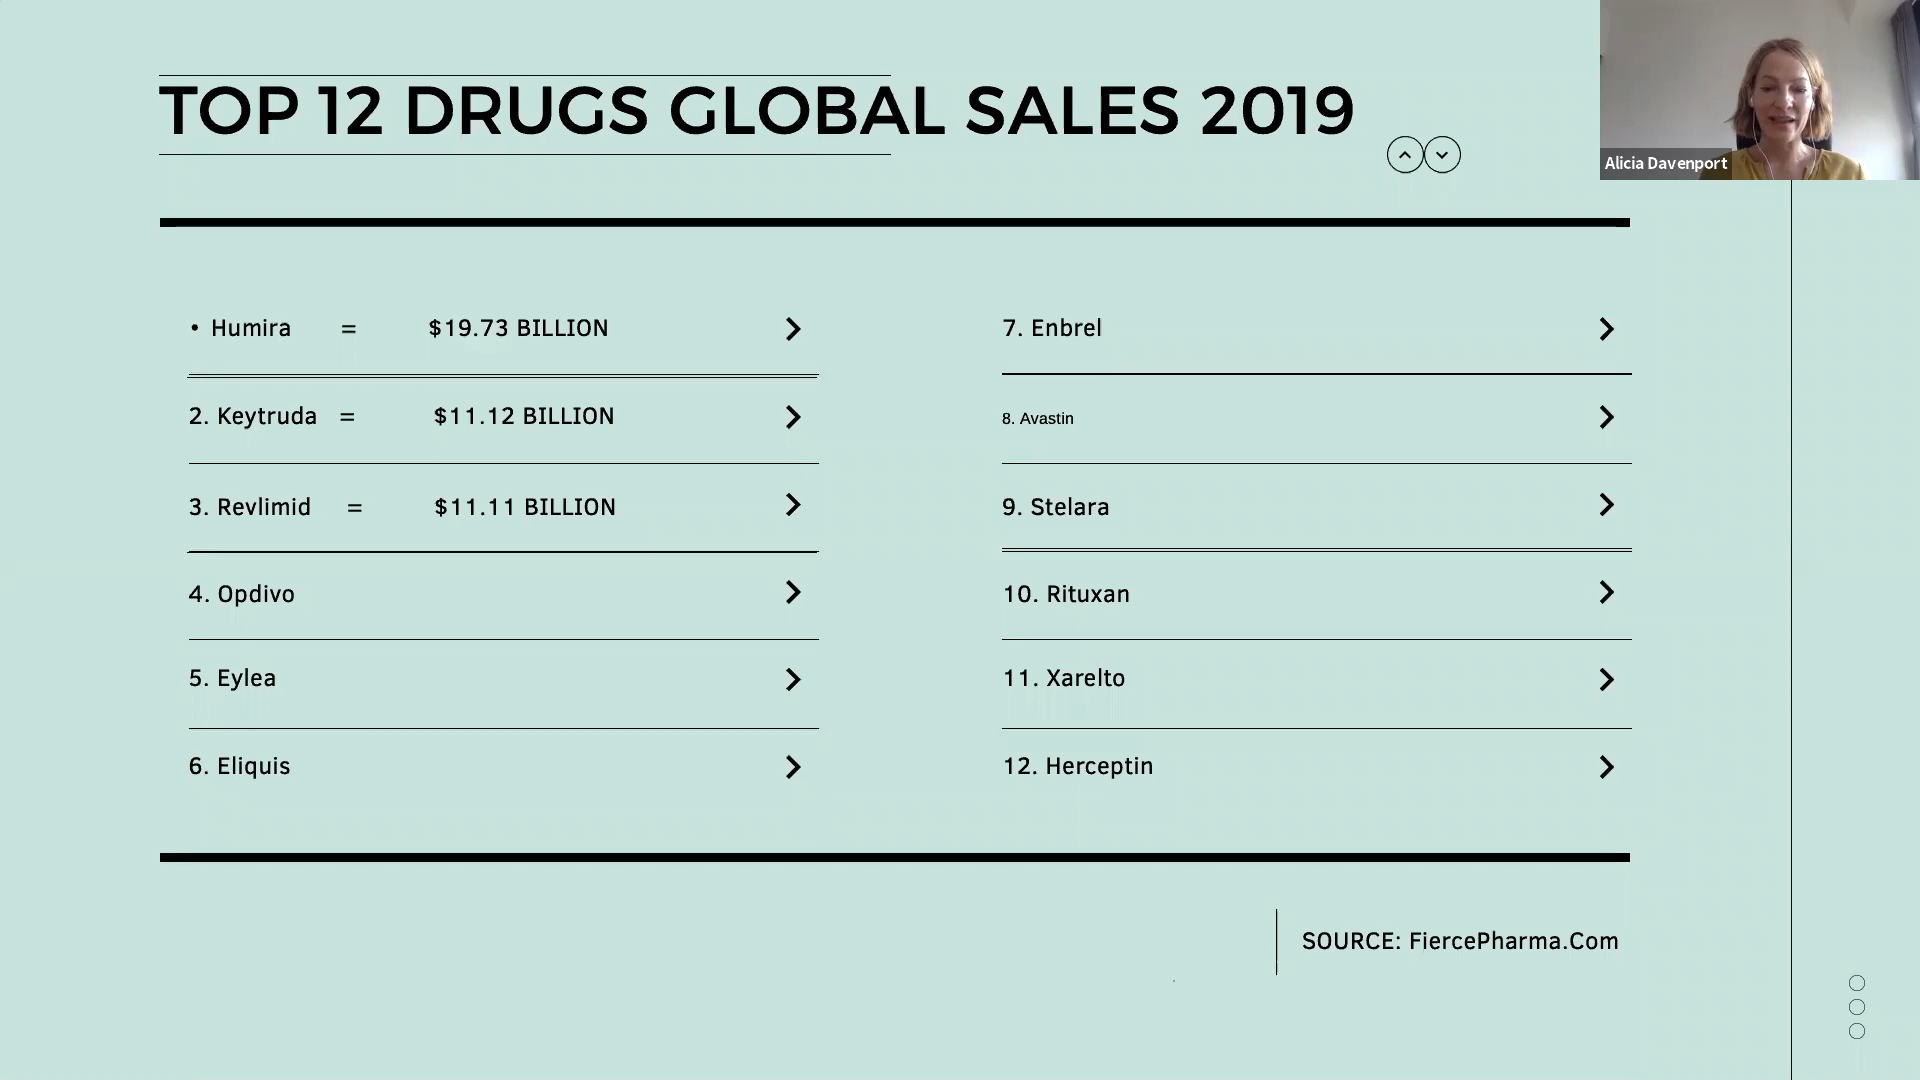 TOP 12 DRUGS GLOBAL SALES 2019
Alicia Davenport
• Humira = $19.73 BILLION
2. Keytruda = $11.12 BILLION
3. Revlimid = $11.11 BILLION
4. Opdivo
5. Eylea
6. Eliquis
7. Enbrel
8. Avastin
9. Stelara
10. Rituxan
11. Xarelto
12. Herceptin
SOURCE: FiercePharma.Com